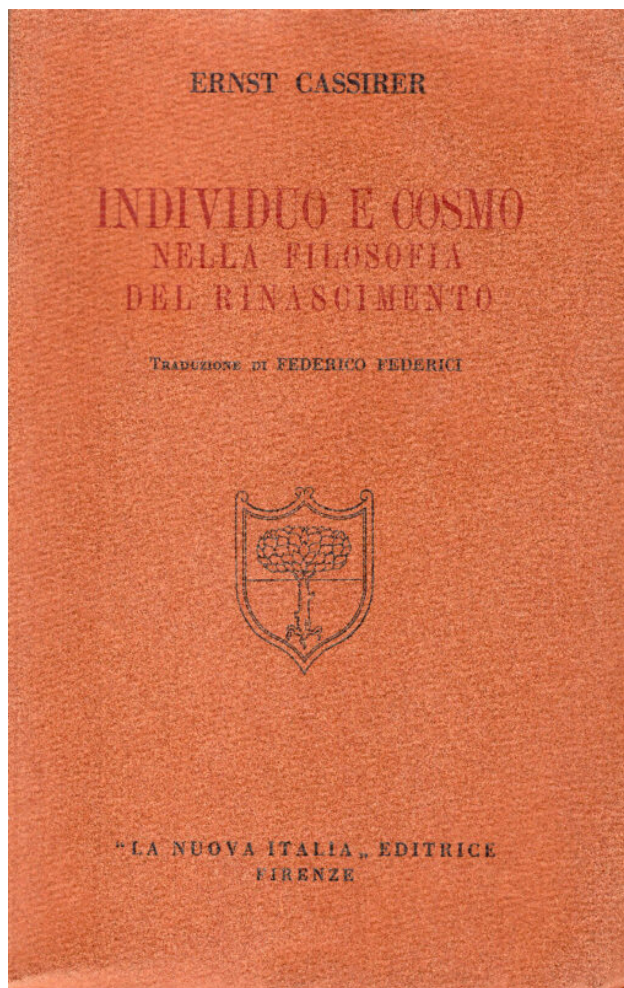 ERNST CASSIRER
INDIVIDUO E COSMO
NELLA FILOSOFIA
DEL RINASCIMENTO
TRADUZIONE DI FEDERICO FEDERICI
“LA NUOVA ITALIA„ EDITRICE
FIRENZE